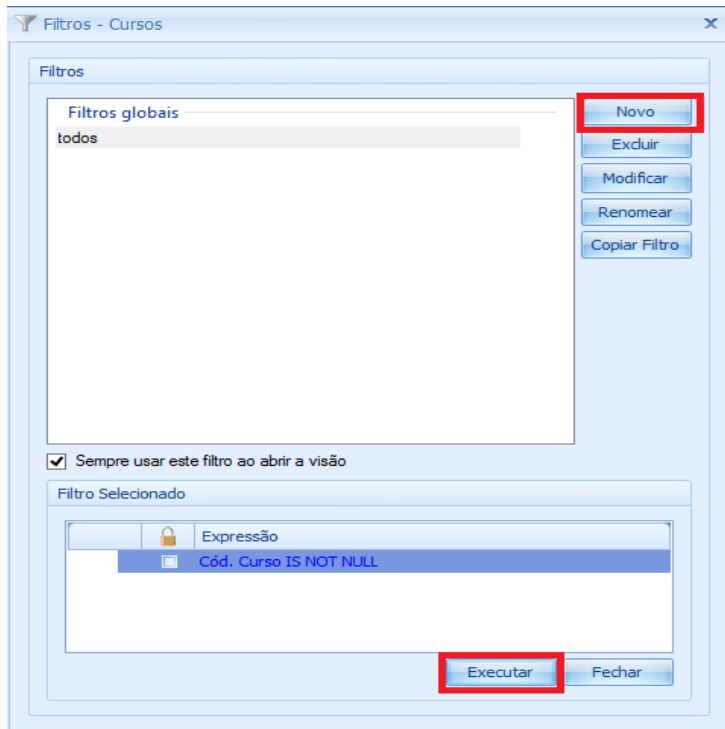 Filtros - Cursos
Filtros
Filtros globais
todos
Novo
Excluir
Modificar
Renomear
Copiar Filtro
Sempre usar este filtro ao abrir a visão
Filtro Selecionado
Expressão
Cód. Curso IS NOT NULL
Executar
Fechar